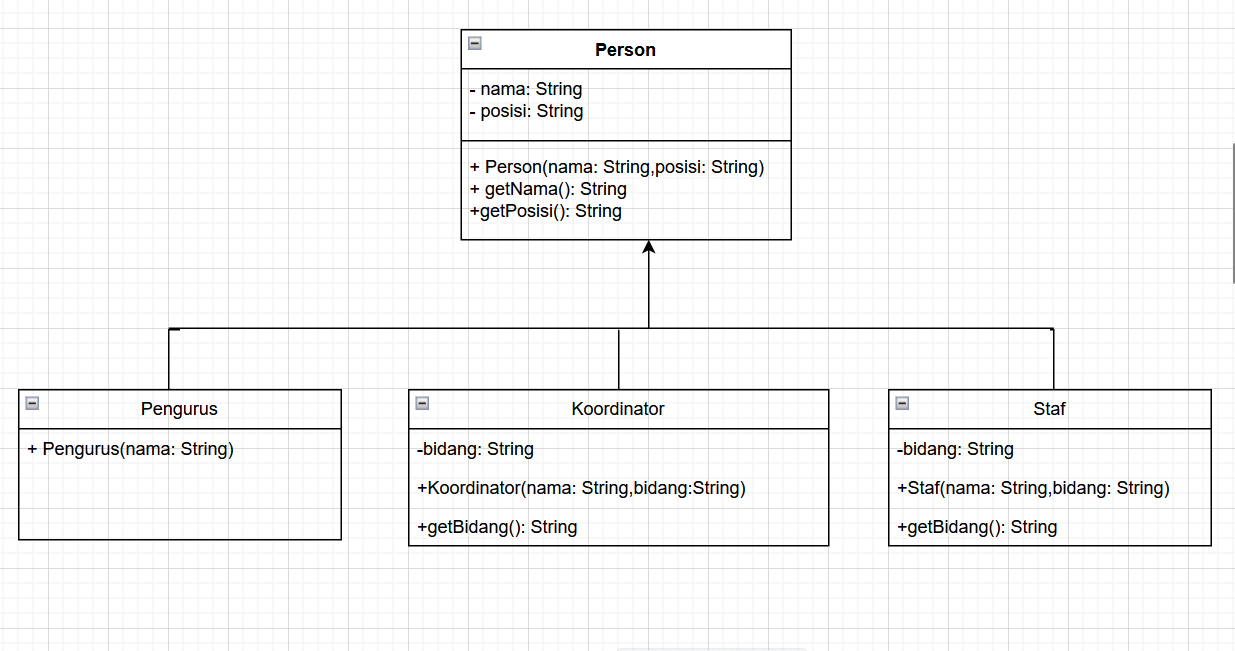 Person
- nama: String
- posisi: String
+ Person(nama: String,posisi: String)
+ getNama(): String
+getPosisi(): String
Pengurus
+ Pengurus(nama: String)
Koordinator
-bidang: String
+Koordinator(nama: String,bidang:String)
+getBidang(): String
Staf
-bidang: String
+Staf(nama: String,bidang: String)
+getBidang(): String